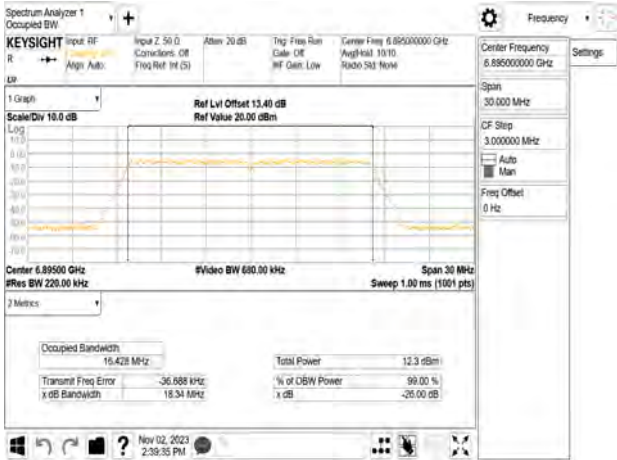 Spectrum Analyzer 1
Occupied BW
Frequency
KEYSIGHT
R
Input: RF
Align: Auto
Input Z: 50 Ω
Corrections: Off
Freq Ref: Int (S)
Atten: 20 dB
Trig: Free Run
Gate: Off
#IF Gain: Low
Center Freq: 6.895000000 GHz
Avg|Hold: 10/10
Radio Std: None
Center Frequency
6.895000000 GHz
Settings
Span
30.000 MHz
CF Step
3.000000 MHz
Auto
Man
Freq Offset
0 Hz
1 Graph
Scale/Div 10.0 dB
Ref Lvl Offset 13.40 dB
Ref Value 20.00 dBm
Log
10.0
0.00
Center 6.89500 GHz
#Res BW 220.00 kHz
#Video BW 680.00 kHz
Span 30 MHz
Sweep 1.00 ms (1001 pts)
2 Metrics
Occupied Bandwidth
16.428 MHz
Total Power
12.3 dBm
Transmit Freq Error
-36.688 kHz
% of OBW Power
99.00 %
x dB Bandwidth
18.34 MHz
x dB
-26.00 dB
?
Nov 02, 2023
2:39:35 PM